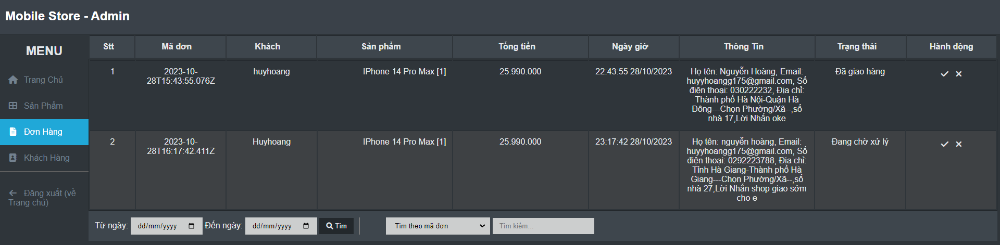 Mobile Store - Admin
MENU
Trang Chủ
Sản Phẩm
Đơn Hàng
Khách Hàng
Đăng xuất (về
Trang chủ)
Stt Mã đơn Khách Sản phẩm Tổng tiền Ngày giờ Thông Tin Trạng thái Hành động
1 2023-10- huyhoang IPhone 14 Pro Max [1] 25.990.000 22:43:55 28/10/2023 Họ tên: Nguyễn Hoàng, Email: Đã giao hàng
28T15:43:55.076Z huyyhoangg175@gmail.com, Số
điện thoại: 030222232, Địa chỉ:
Thành phố Hà Nội-Quận Hà
Đông---Chọn Phường/Xã--,số
nhà 17,Lời Nhắn oke
2 2023-10- Huyhoang IPhone 14 Pro Max [1] 25.990.000 23:17:42 28/10/2023 Họ tên: nguyễn hoàng, Email: Đang chờ xử lý
28T16:17:42.411Z huyyhoangg175@gmail.com, Số
điện thoại: 0292223788, Địa chỉ:
Tỉnh Hà Giang-Thành phố Hà
Giang---Chọn Phường/Xã--,số
nhà 27,Lời Nhắn shop giao sớm
cho e
Từ ngày: dd/mm/yyyy Đến ngày: dd/mm/yyyy Tìm Tìm theo mã đơn Tìm kiếm...